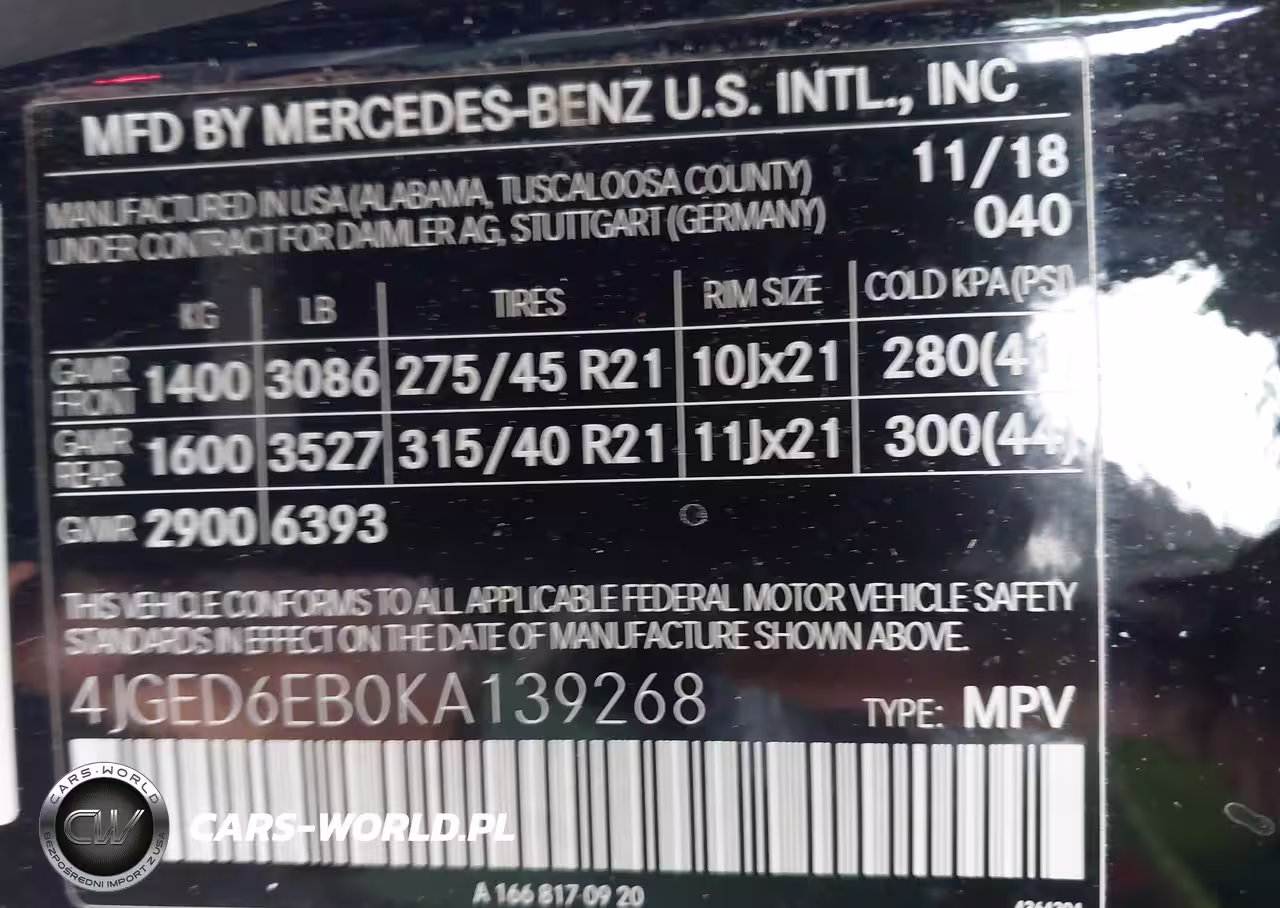 MFD BY MERCEDES-BENZ U.S. INTL., INC
MANUFACTURED IN USA (ALABAMA, TUSCALOOSA COUNTY)
UNDER CONTRACT FOR DAIMLER AG, STUTTGART (GERMANY)
11/18
040
KG LB TIRES RIM SIZE COLD KPA (PSI)
GAWR FRONT 1400 3086 275/45 R21 10Jx21 280(41)
GAWR REAR 1600 3527 315/40 R21 11Jx21 300(44)
GVWR 2900 6393
THIS VEHICLE CONFORMS TO ALL APPLICABLE FEDERAL MOTOR VEHICLE SAFETY
STANDARDS IN EFFECT ON THE DATE OF MANUFACTURE SHOWN ABOVE.
4JGED6EB0KA139268 TYPE: MPV
CARS-WORLD
CW
BEZPOŚREDNI IMPORT Z USA
CARS-WORLD.PL
A 166 817 09 20